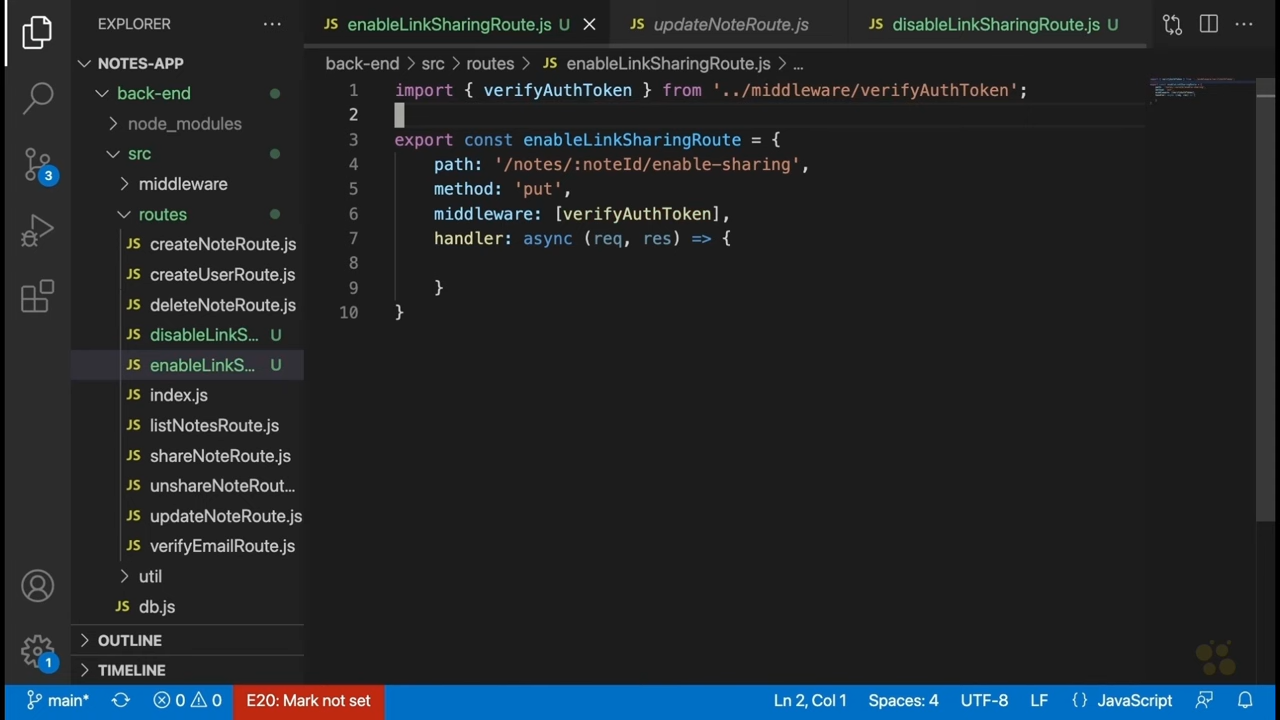 EXPLORER
enableLinkSharingRoute.js U
updateNoteRoute.js
disableLinkSharingRoute.js U
NOTES-APP
back-end
node_modules
src
middleware
routes
createNoteRoute.js
createUserRoute.js
deleteNoteRoute.js
disableLinkS... U
enableLinkS... U
index.js
listNotesRoute.js
shareNoteRoute.js
unshareNoteRout...
updateNoteRoute.js
verifyEmailRoute.js
util
JS db.js
OUTLINE
TIMELINE
back-end > src > routes > JS enableLinkSharingRoute.js > ...
1 import { verifyAuthToken } from '../middleware/verifyAuthToken';
2
3 export const enableLinkSharingRoute = {
4 path: '/notes/:noteId/enable-sharing',
5 method: 'put',
6 middleware: [verifyAuthToken],
7 handler: async (req, res) => {
8
9 }
10 }
3
1
main* 0 0 E20: Mark not set Ln 2, Col 1 Spaces: 4 UTF-8 LF {} JavaScript